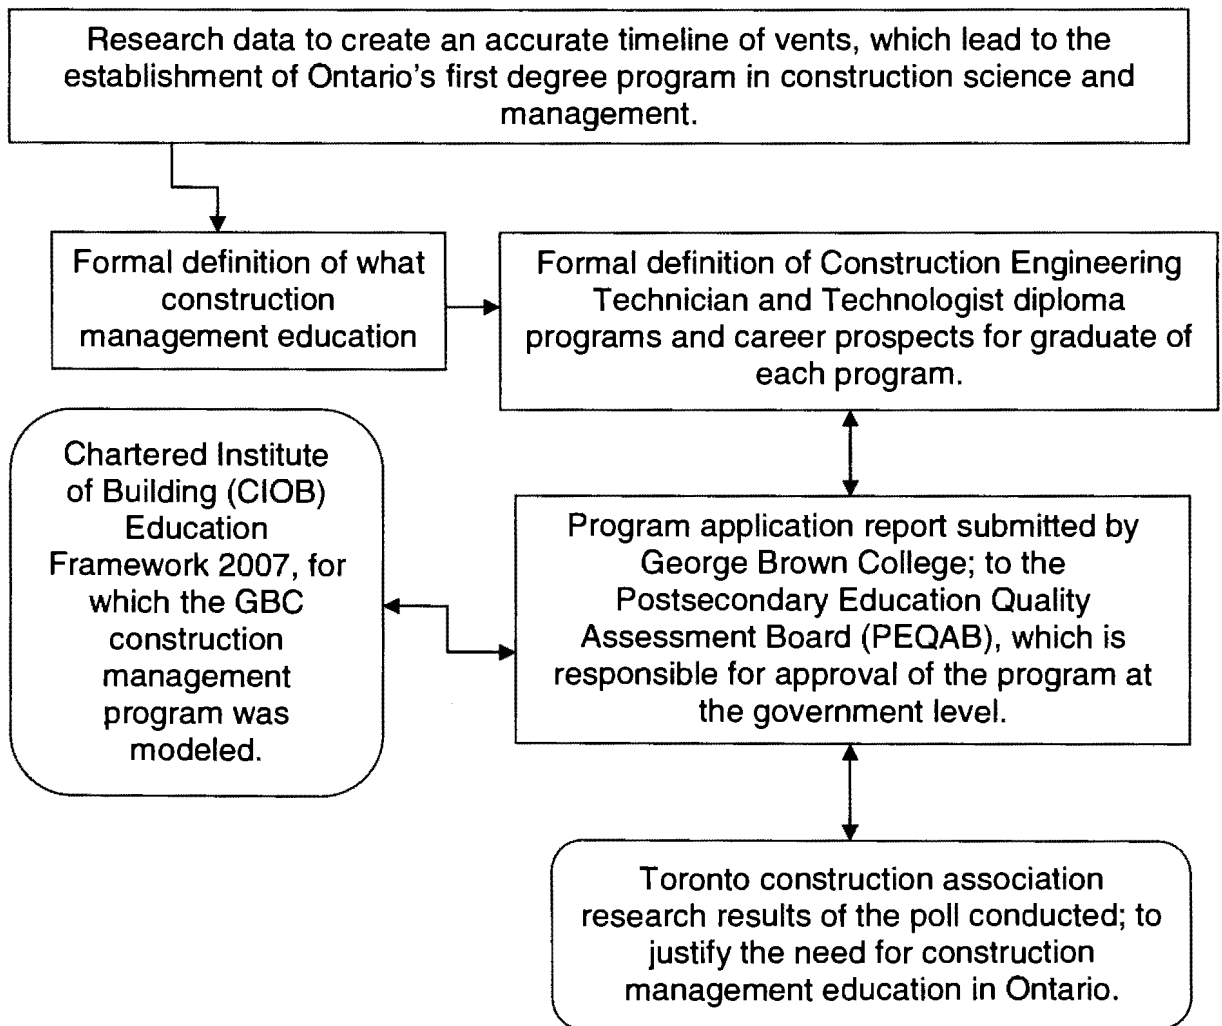 Research data to create an accurate timeline of vents, which lead to the
establishment of Ontario's first degree program in construction science and
management.
Formal definition of what
construction
management education
Formal definition of Construction Engineering
Technician and Technologist diploma
programs and career prospects for graduate of
each program.
Chartered Institute
of Building (CIOB)
Education
Framework 2007, for
which the GBC
construction
management
program was
modeled.
Program application report submitted by
George Brown College; to the
Postsecondary Education Quality
Assessment Board (PEQAB), which is
responsible for approval of the program at
the government level.
Toronto construction association
research results of the poll conducted; to
justify the need for construction
management education in Ontario.